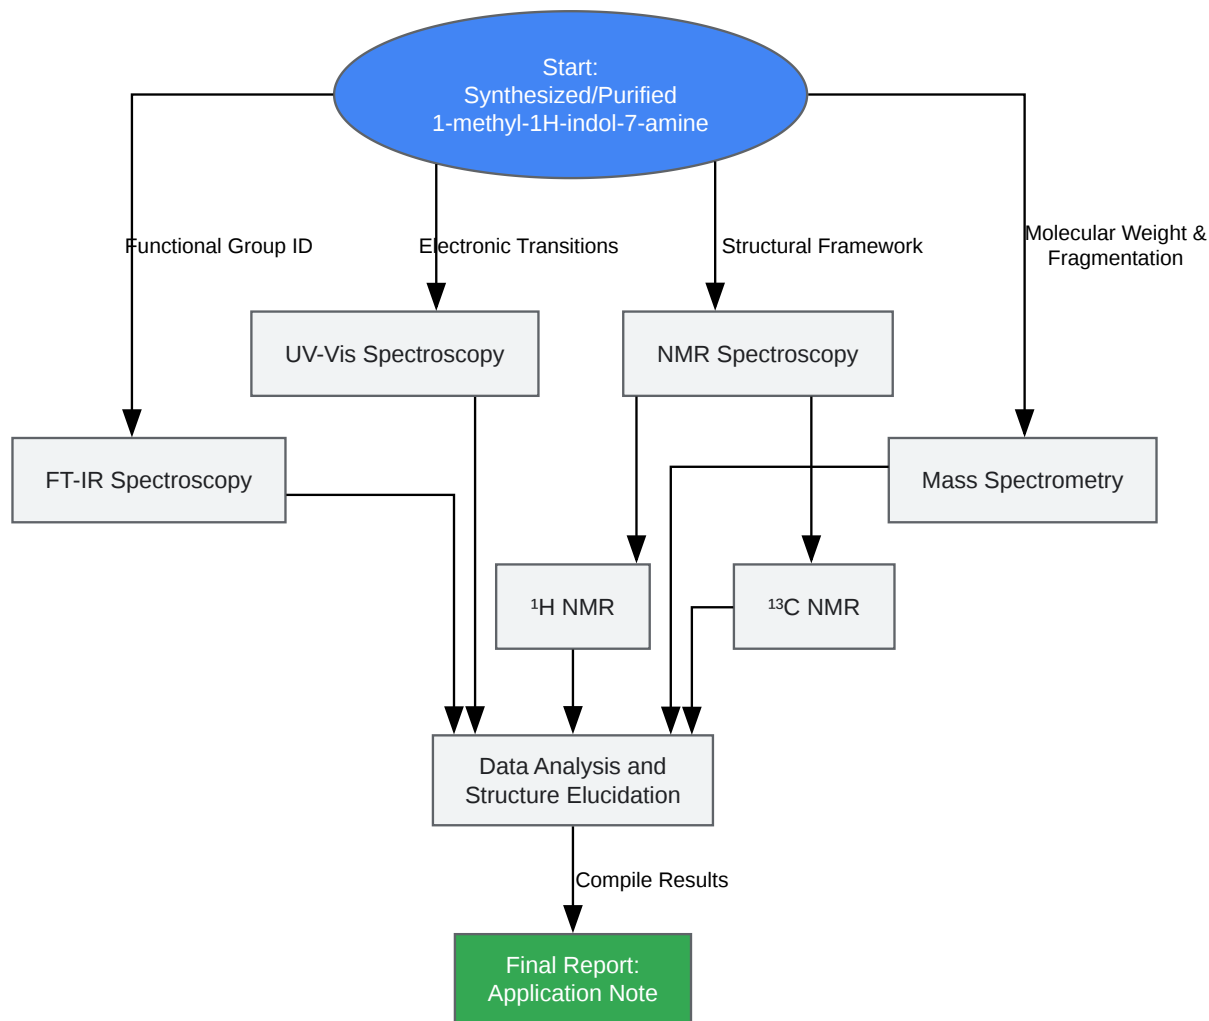 Start:
Synthesized/Purified
1-methyl-1H-indol-7-amine
Functional Group ID
Electronic Transitions
Structural Framework
Molecular Weight &
Fragmentation
UV-Vis Spectroscopy
NMR Spectroscopy
FT-IR Spectroscopy
Mass Spectrometry
¹H NMR
¹³C NMR
Data Analysis and
Structure Elucidation
Compile Results
Final Report:
Application Note